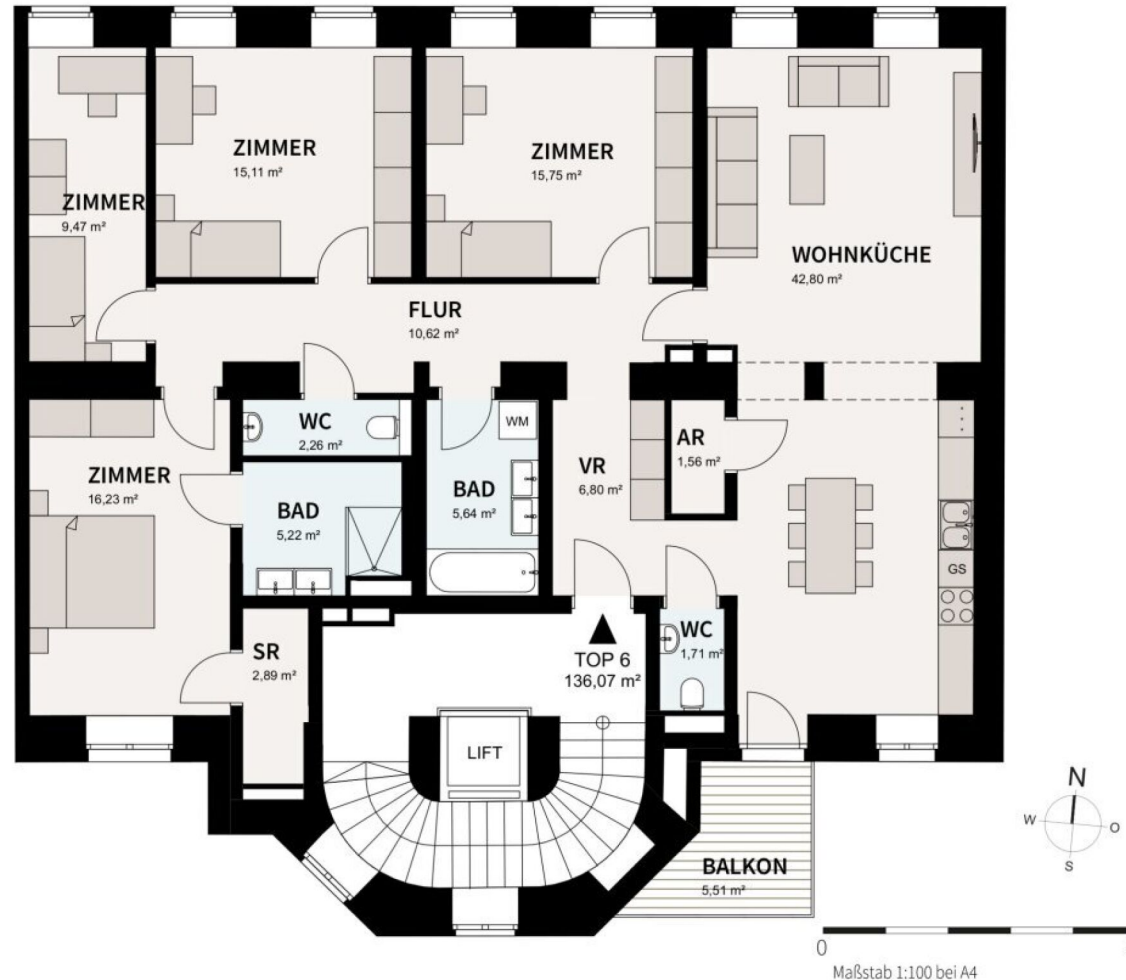 ZIMMER
15,11 m²
ZIMMER
15,75 m²
ZIMMER
9,47 m²
WOHNKÜCHE
42,80 m²
FLUR
10,62 m²
WC
2,26 m²
WM
AR
1,56 m²
ZIMMER
16,23 m²
VR
6,80 m²
BAD
5,64 m²
BAD
5,22 m²
GS
WC
1,71 m²
SR
2,89 m²
TOP 6
136,07 m²
LIFT
N
W
O
S
BALKON
5,51 m²
0
Maßstab 1:100 bei A4